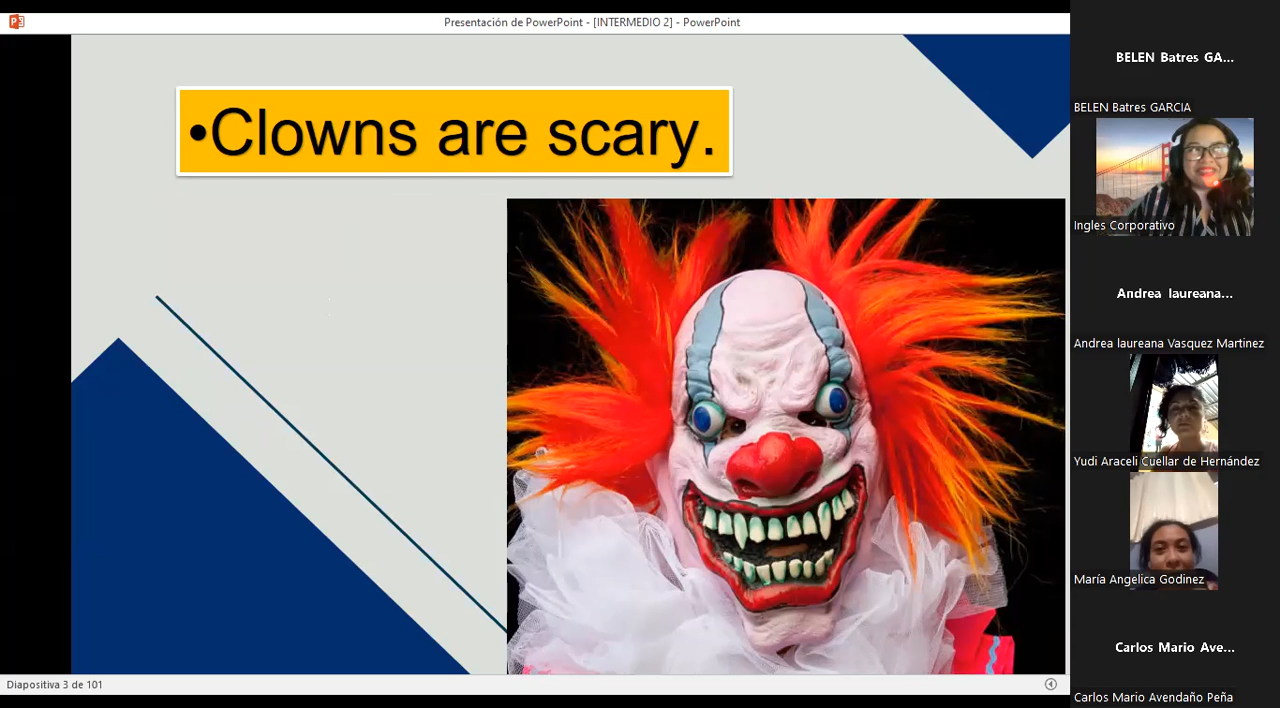 Presentación de PowerPoint - [INTERMEDIO 2] - PowerPoint
•Clowns are scary.
Diapositiva 3 de 101
BELEN Batres GA...
BELEN Batres GARCIA
Ingles Corporativo
Andrea laureana...
Andrea laureana Vasquez Martinez
Yudi Araceli Cuellar de Hernández
María Angelica Godinez
Carlos Mario Ave...
Carlos Mario Avendaño Peña